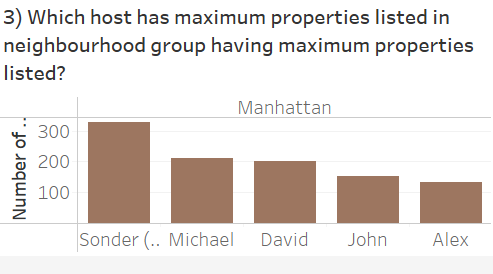 3) Which host has maximum properties listed in
neighbourhood group having maximum properties
listed?
Manhattan
Number of ..
300
200
100
Sonder (.. Michael David John Alex